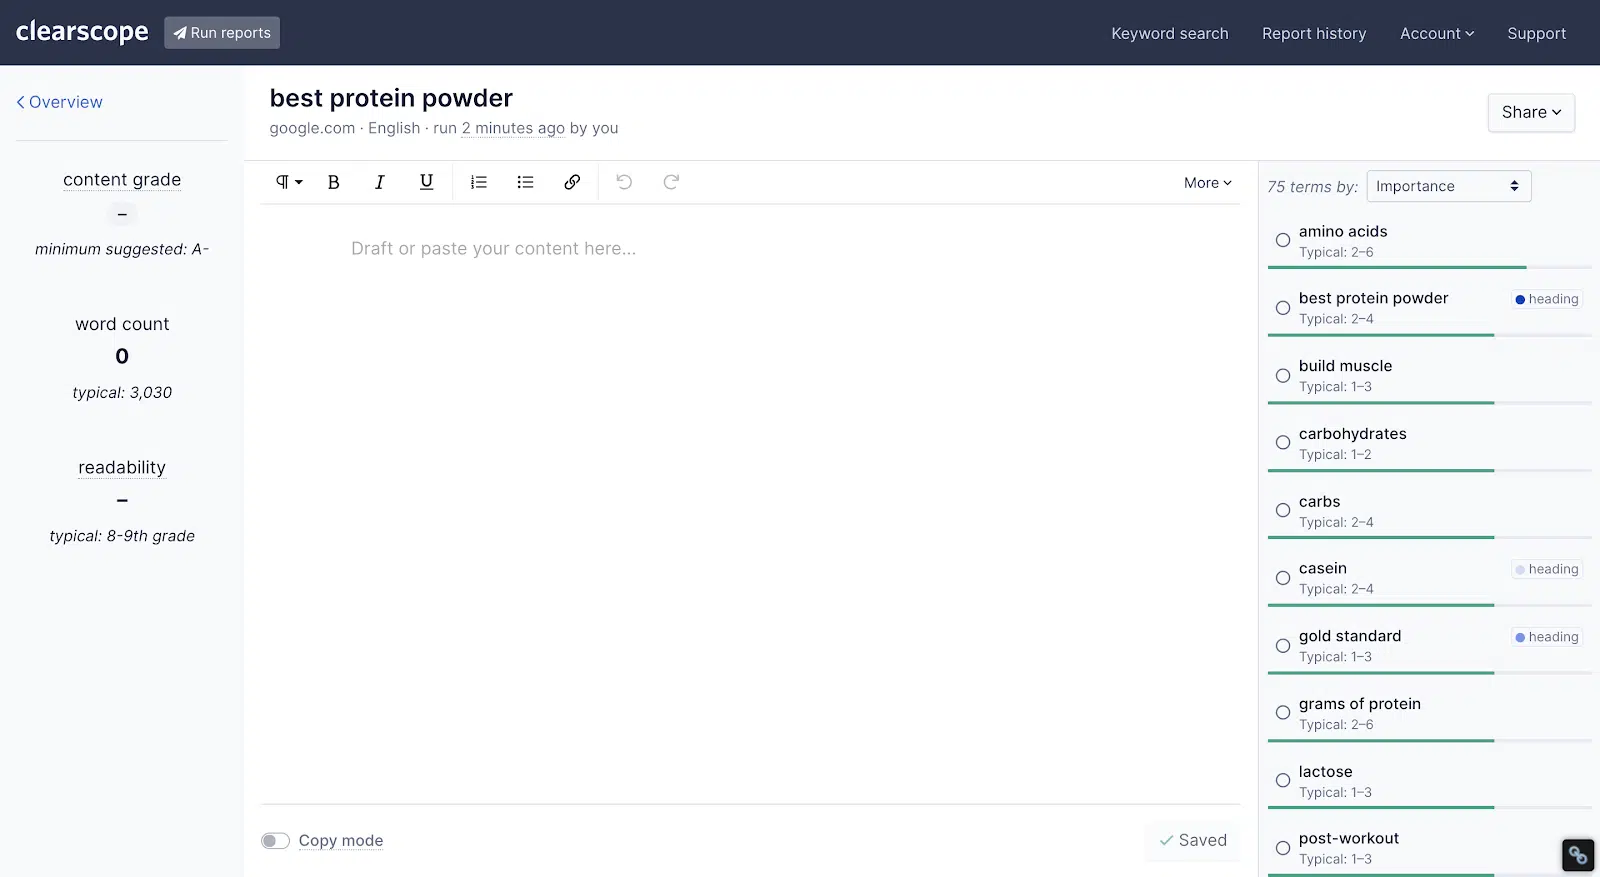 clearscope
Run reports
Keyword search
Report history
Account
Support
Overview
content grade
–
minimum suggested: A-
word count
0
typical: 3,030
readability
–
typical: 8-9th grade
best protein powder
google.com · English · run 2 minutes ago by you
Share
B I U
More
Draft or paste your content here...
Copy mode
Saved
75 terms by: Importance
amino acids
Typical: 2–6
best protein powder
heading
Typical: 2–4
build muscle
Typical: 1–3
carbohydrates
Typical: 1–2
carbs
Typical: 2–4
casein
heading
Typical: 2–4
gold standard
heading
Typical: 1–3
grams of protein
Typical: 2–6
lactose
Typical: 1–3
post-workout
Typical: 1–3